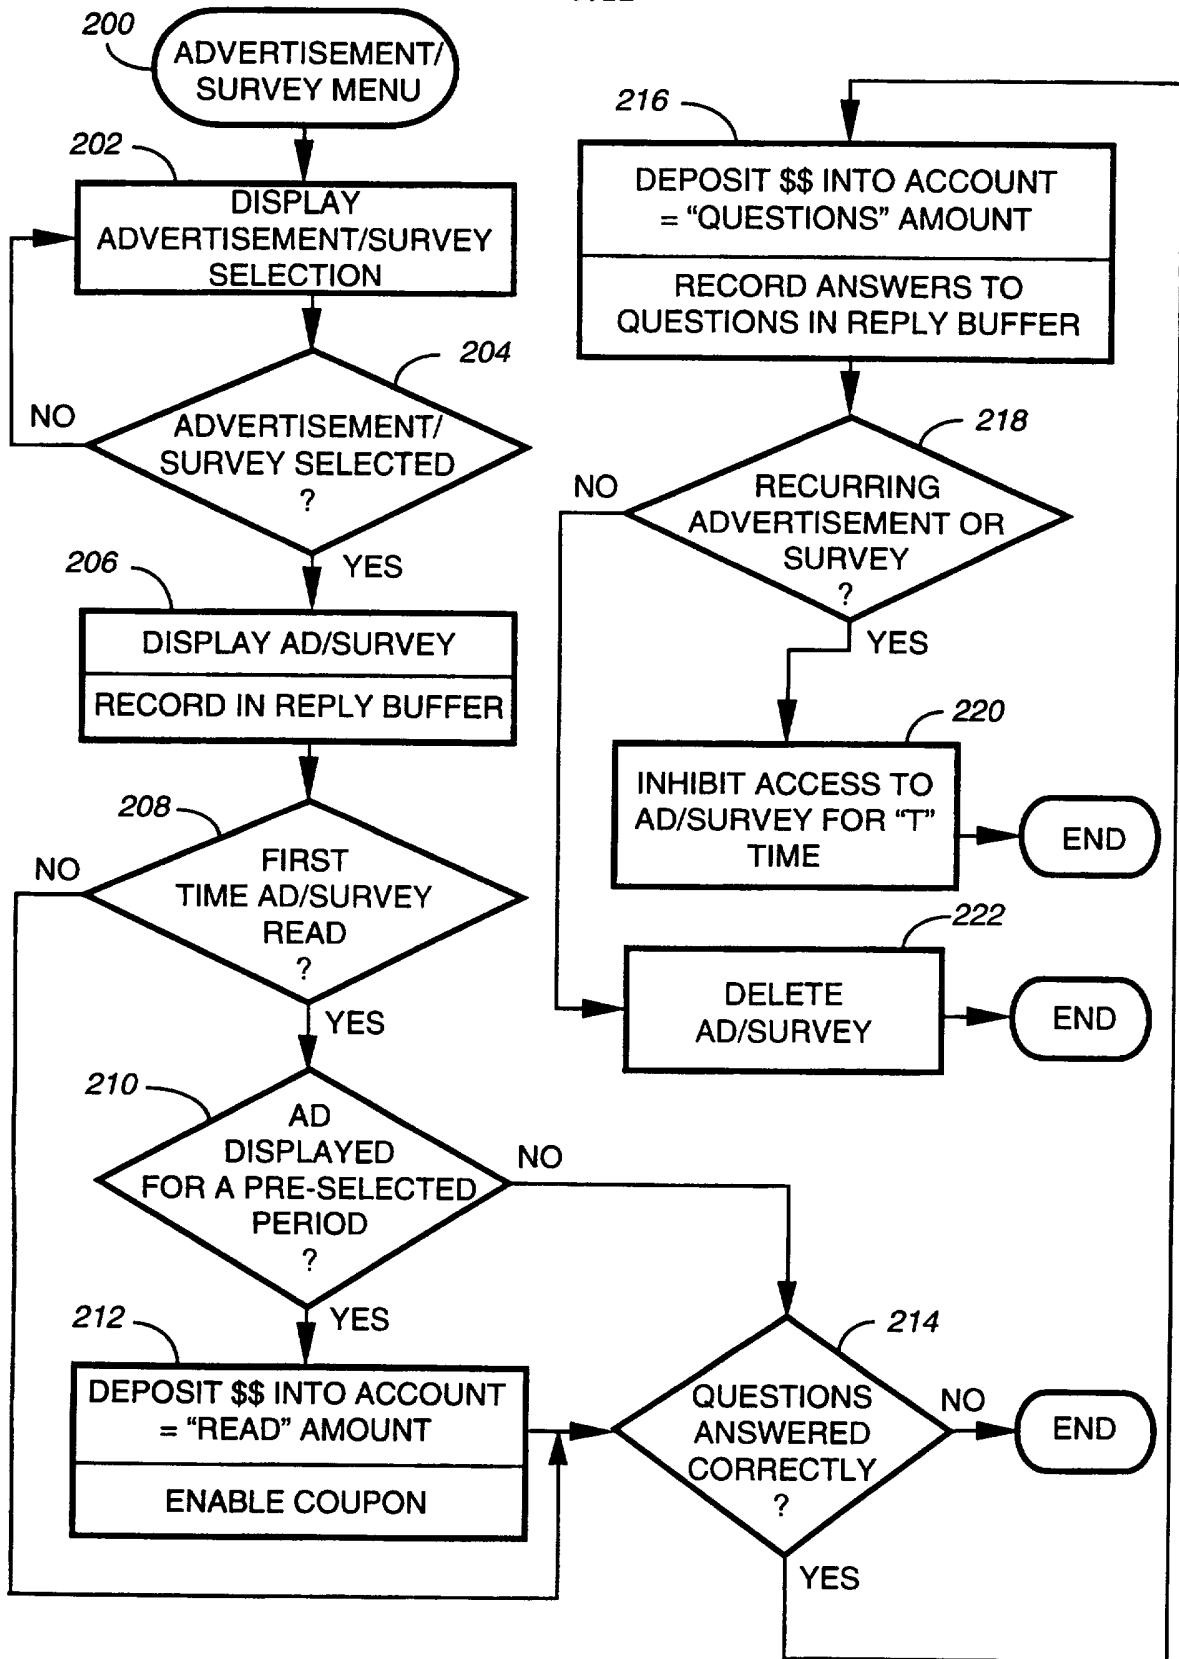 200
ADVERTISEMENT/
SURVEY MENU
202
DISPLAY
ADVERTISEMENT/SURVEY
SELECTION
204
NO
ADVERTISEMENT/
SURVEY SELECTED
?
YES
206
DISPLAY AD/SURVEY
RECORD IN REPLY BUFFER
208
NO
FIRST
TIME AD/SURVEY
READ
?
YES
210
AD
DISPLAYED
FOR A PRE-SELECTED
PERIOD
?
NO
YES
212
DEPOSIT $$ INTO ACCOUNT
= “READ” AMOUNT
ENABLE COUPON
214
QUESTIONS
ANSWERED
CORRECTLY
?
NO
END
YES
216
DEPOSIT $$ INTO ACCOUNT
= “QUESTIONS” AMOUNT
RECORD ANSWERS TO
QUESTIONS IN REPLY BUFFER
218
NO
RECURRING
ADVERTISEMENT OR
SURVEY
?
YES
220
INHIBIT ACCESS TO
AD/SURVEY FOR “T”
TIME
END
222
DELETE
AD/SURVEY
END